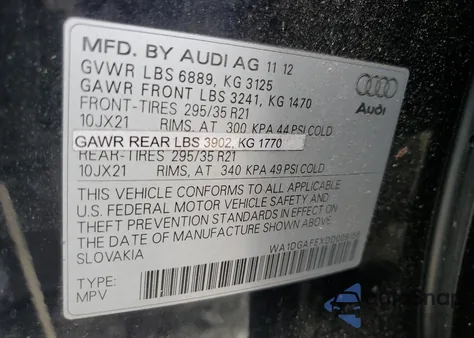 MFD. BY AUDI AG 11 12
GVWR LBS 6889, KG 3125
GAWR FRONT LBS 3241, KG 1470
FRONT-TIRES 295/35 R21
10JX21 RIMS, AT 300 KPA 44 PSI COLD
GAWR REAR LBS 3902, KG 1770
REAR-TIRES 295/35 R21
10JX21 RIMS, AT 340 KPA 49 PSI COLD
THIS VEHICLE CONFORMS TO ALL APPLICABLE
U.S. FEDERAL MOTOR VEHICLE SAFETY AND
THEFT PREVENTION STANDARDS IN EFFECT ON
THE DATE OF MANUFACTURE SHOWN ABOVE.
SLOVAKIA
TYPE:
MPV
Audi